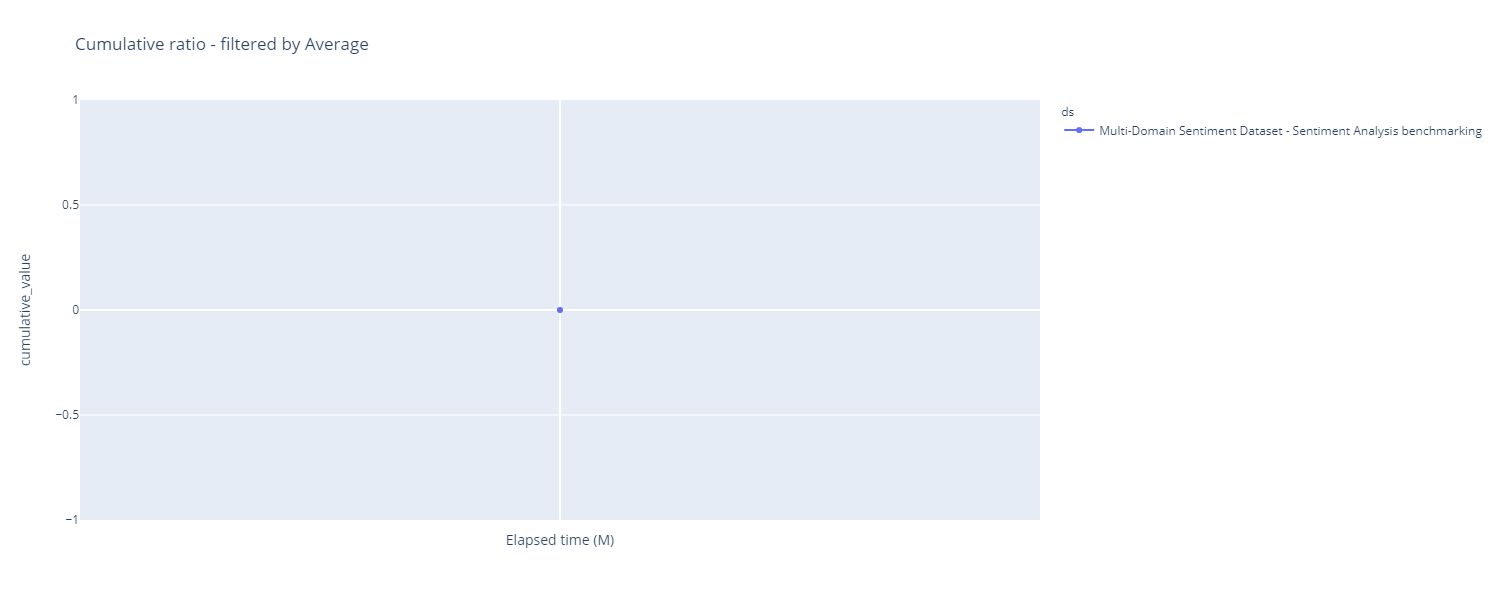 Cumulative ratio - filtered by Average
1
0.5
0
−0.5
−1
cumulative_value
Elapsed time (M)
ds
Multi-Domain Sentiment Dataset - Sentiment Analysis benchmarking